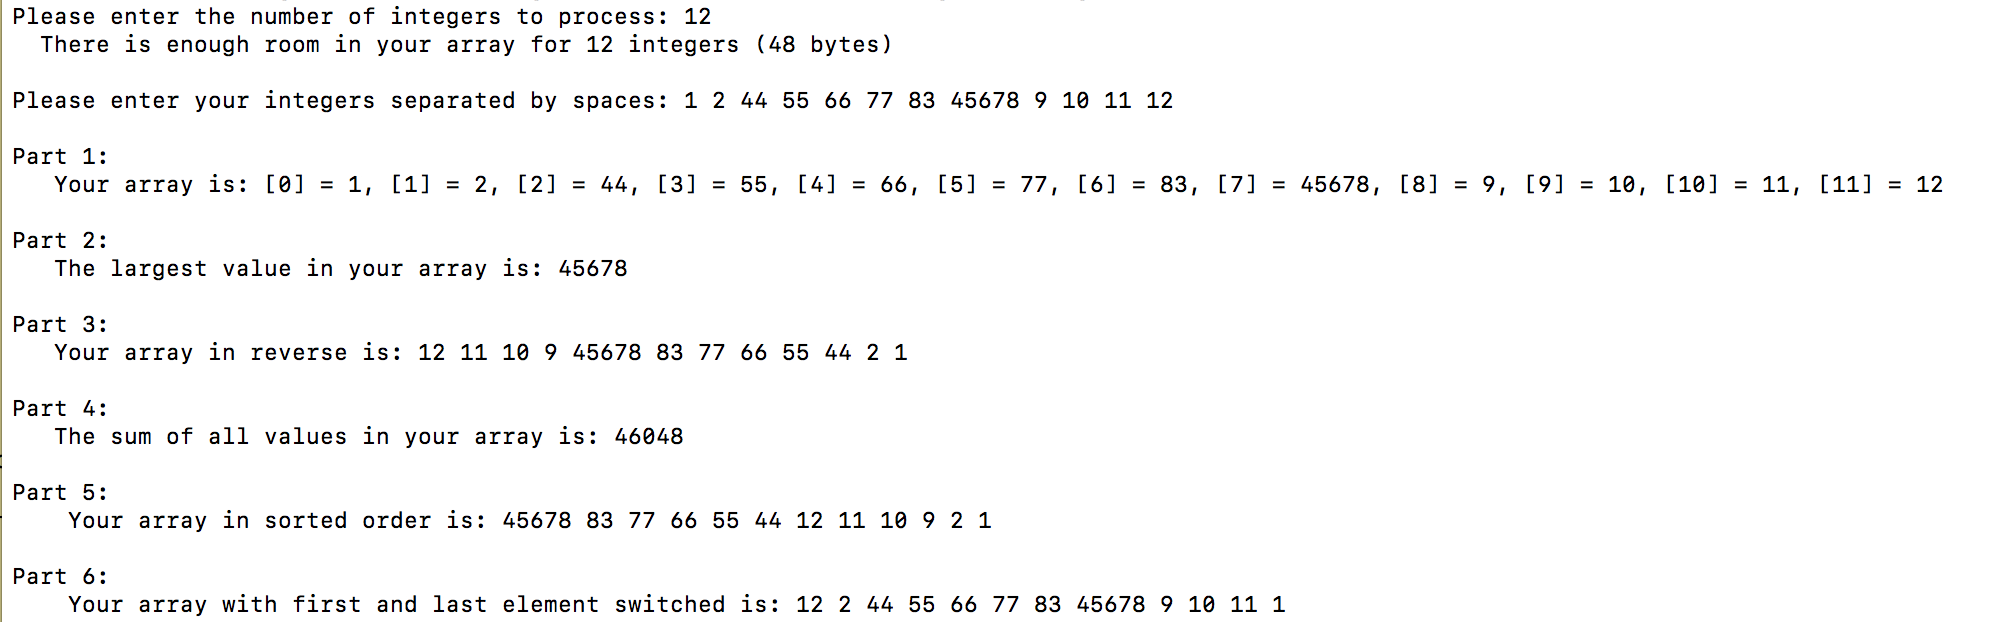 Please enter the number of integers to process: 12
There is enough room in your array for 12 integers (48 bytes)
Please enter your integers separated by spaces: 1 2 44 55 66 77 83 45678 9 10 11 12
Part 1:
Your array is: [0] = 1, [1] = 2, [2] = 44, [3] = 55, [4] = 66, [5] = 77, [6] = 83, [7] = 45678, [8] = 9, [9] = 10, [10] = 11, [11] = 12
Part 2:
The largest value in your array is: 45678
Part 3:
Your array in reverse is: 12 11 10 9 45678 83 77 66 55 44 2 1
Part 4:
The sum of all values in your array is: 46048
Part 5:
Your array in sorted order is: 45678 83 77 66 55 44 12 11 10 9 2 1
Part 6:
Your array with first and last element switched is: 12 2 44 55 66 77 83 45678 9 10 11 1